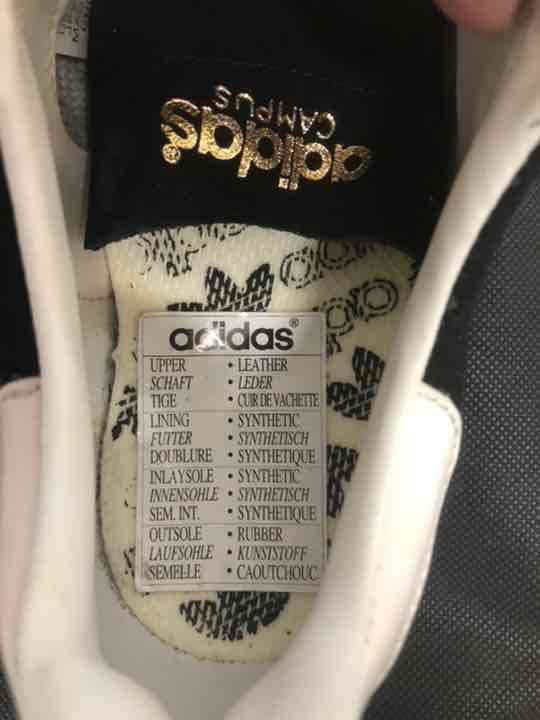 adidas®
CAMPUS
adidas®
UPPER • LEATHER
SCHAFT • LEDER
TIGE • CUIR DE VACHETTE
LINING • SYNTHETIC
FUTTER • SYNTHETISCH
DOUBLURE • SYNTHETIQUE
INLAYSOLE • SYNTHETIC
INNENSOHLE • SYNTHETISCH
SEM. INT. • SYNTHETIQUE
OUTSOLE • RUBBER
LAUFSOHLE • KUNSTSTOFF
SEMELLE • CAOUTCHOUC